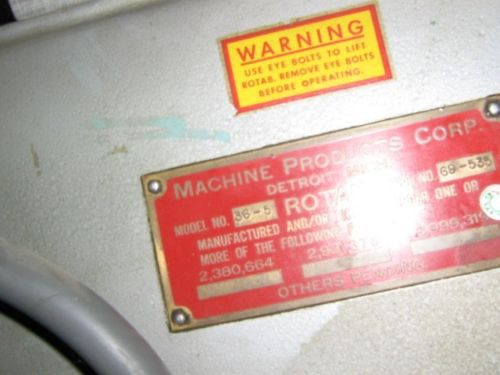 WARNING
USE EYE BOLTS TO LIFT
ROTAB. REMOVE EYE BOLTS
BEFORE OPERATING.
MACHINE PRODUCTS CORP.
DETROIT
MODEL NO. 36-5 ROTA NO. 69-535
MANUFACTURED AND/OR ONE OR
MORE OF THE FOLLOWING
2,380,664
OTHERS PENDING